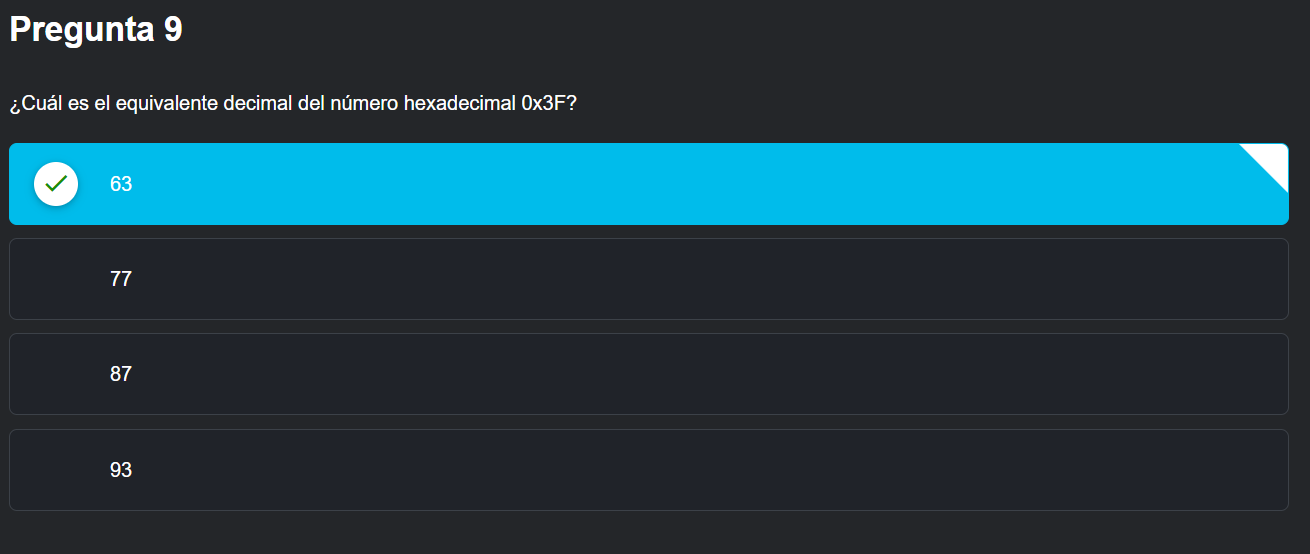 Pregunta 9
¿Cuál es el equivalente decimal del número hexadecimal 0x3F?
63
77
87
93